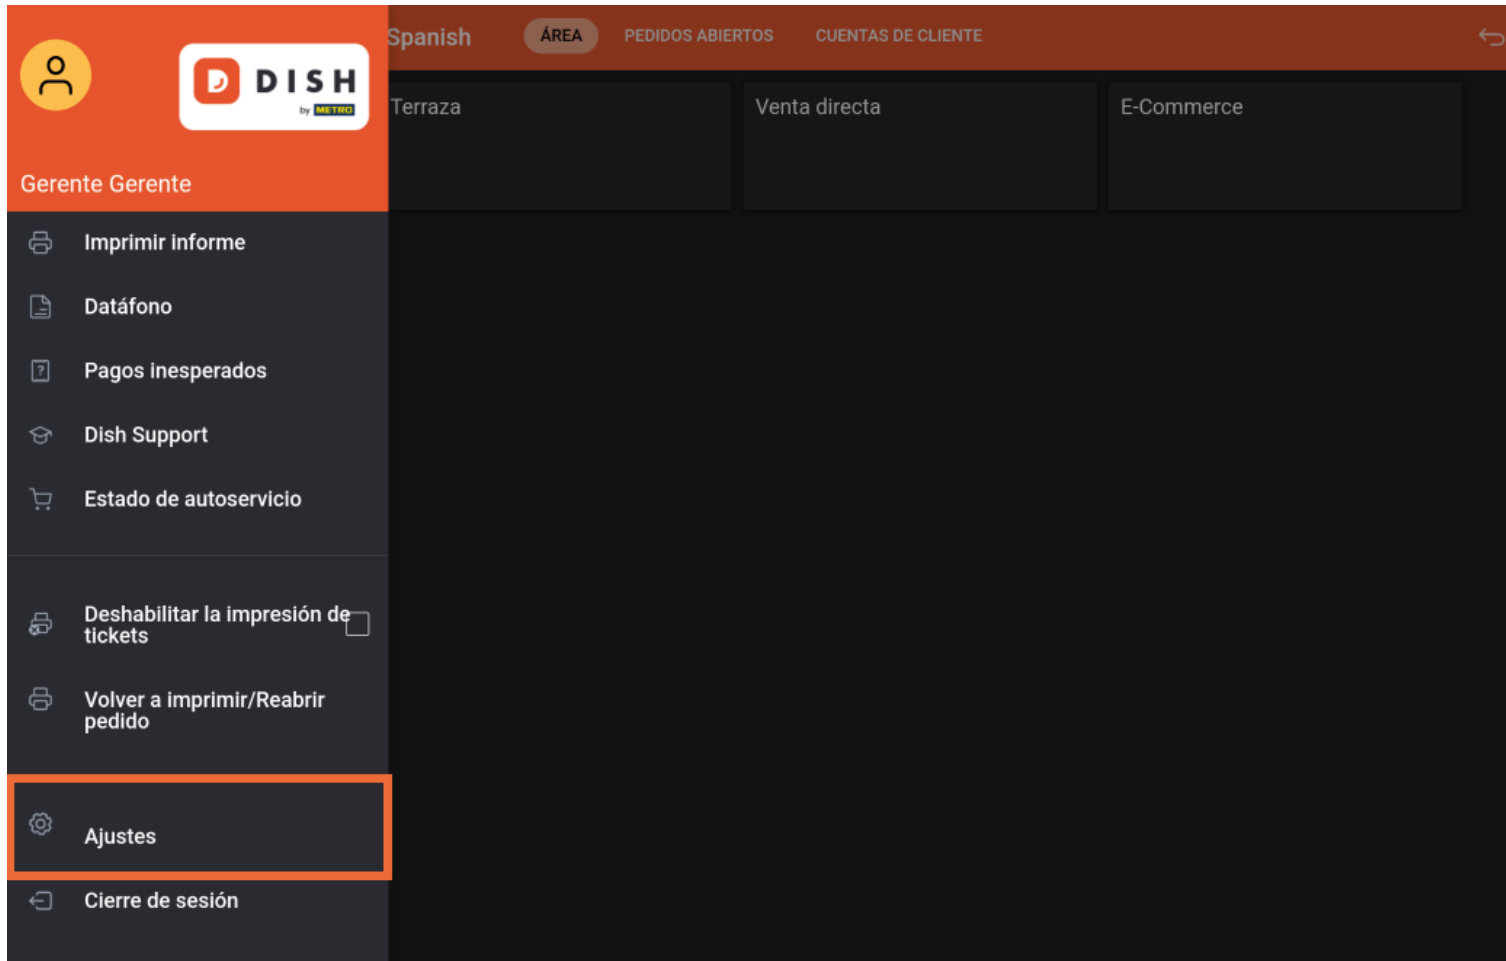 Spanish
ÁREA
PEDIDOS ABIERTOS
CUENTAS DE CLIENTE
DISH
by METRO
Gerente Gerente
Terraza
Venta directa
E-Commerce
Imprimir informe
Datáfono
Pagos inesperados
Dish Support
Estado de autoservicio
Deshabilitar la impresión de
tickets
Volver a imprimir/Reabrir
pedido
Ajustes
Cierre de sesión